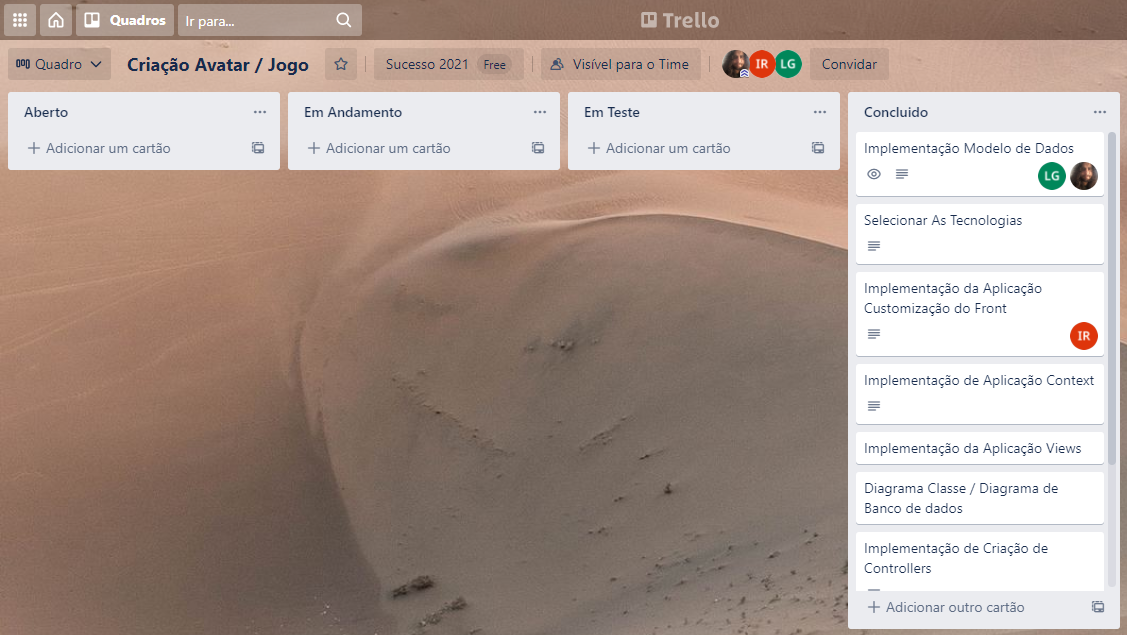 Quadros
Ir para...
Trello
Quadro
Criação Avatar / Jogo
Sucesso 2021 Free
Visível para o Time
IR
LG
Convidar
Aberto
Adicionar um cartão
Em Andamento
Adicionar um cartão
Em Teste
Adicionar um cartão
Concluido
Implementação Modelo de Dados
LG
Selecionar As Tecnologias
Implementação da Aplicação
Customização do Front
IR
Implementação de Aplicação Context
Implementação da Aplicação Views
Diagrama Classe / Diagrama de
Banco de dados
Implementação de Criação de
Controllers
Adicionar outro cartão